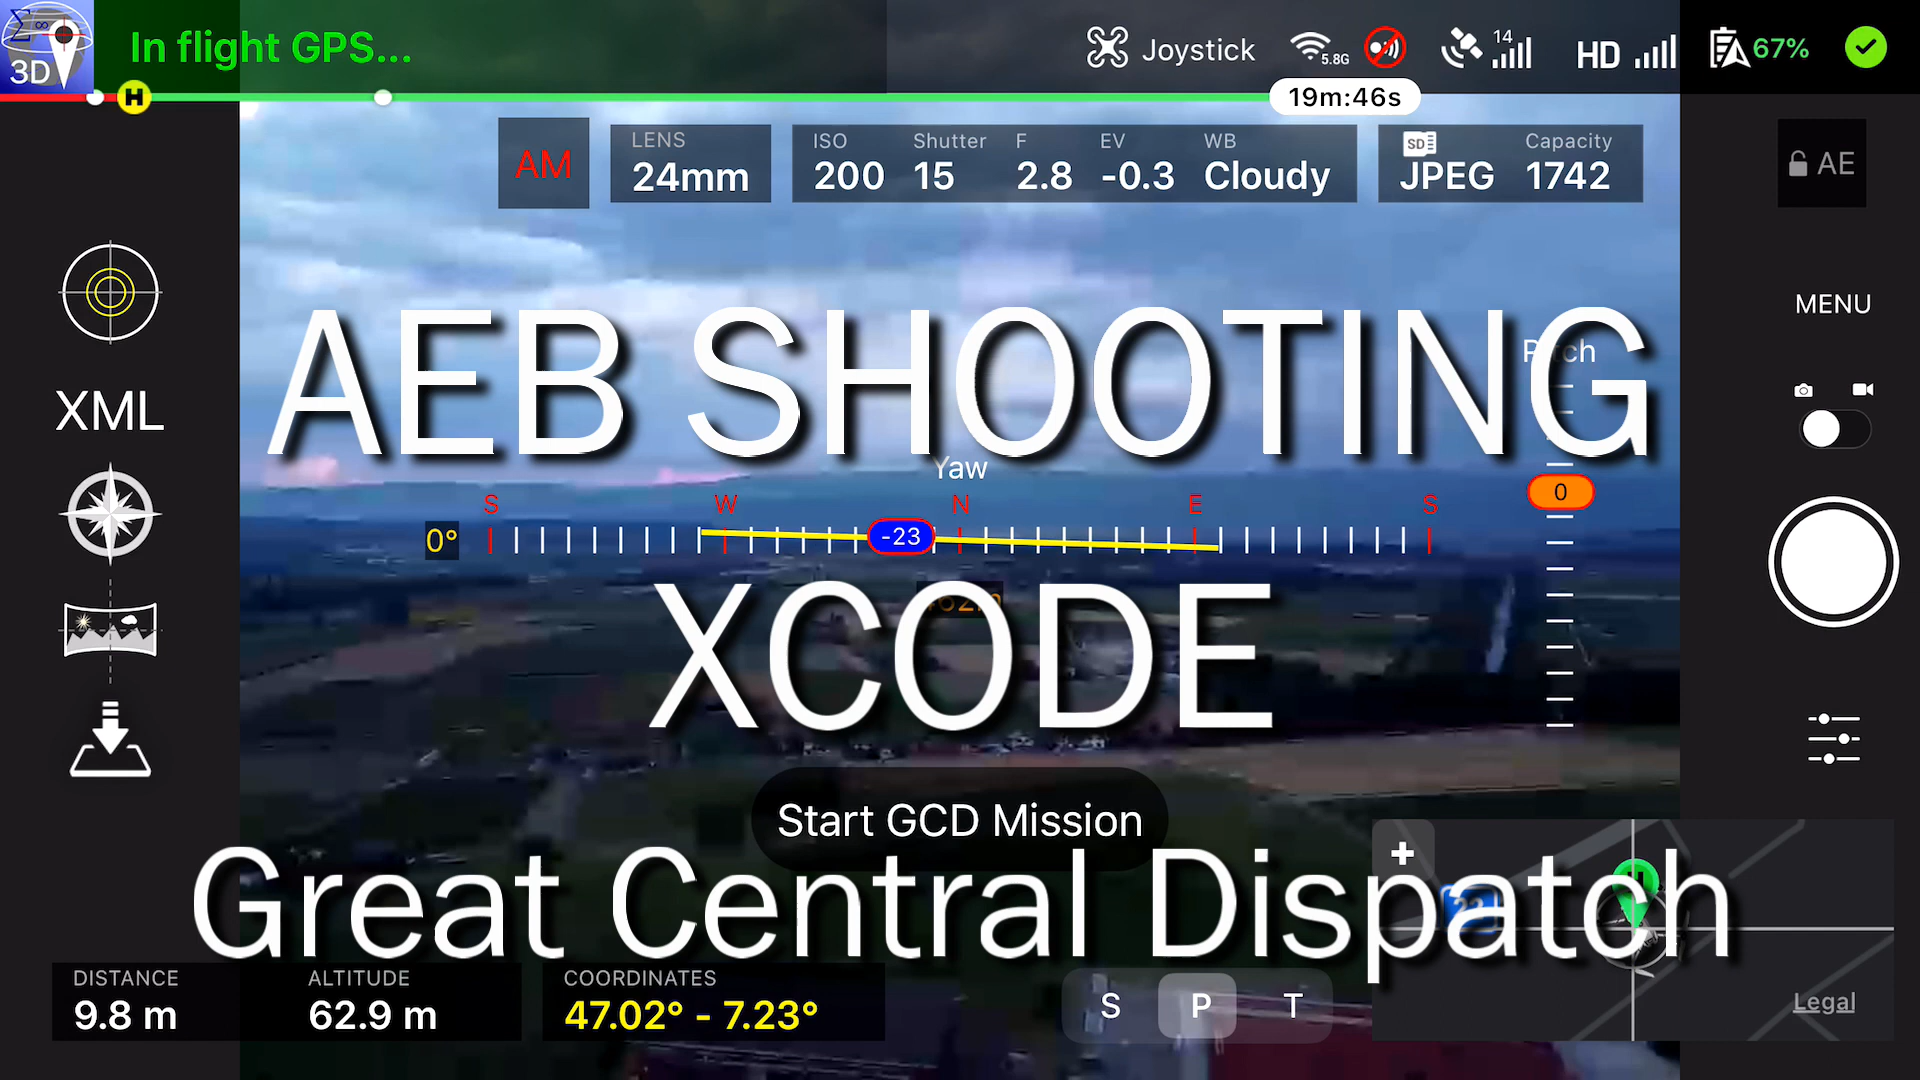 Σ∞
3D
In flight GPS...
Joystick
5.8G
14
HD
67%
H
19m:46s
AM
LENS
24mm
ISO Shutter F EV WB
200 15 2.8 -0.3 Cloudy
SD Capacity
JPEG 1742
AE
MENU
AEB SHOOTING
XML
Yaw
S W N E S
0°
-23
0
XCODE
Start GCD Mission
Great Central Dispatch
DISTANCE
9.8 m
ALTITUDE
62.9 m
COORDINATES
47.02° - 7.23°
S P T
+
Legal